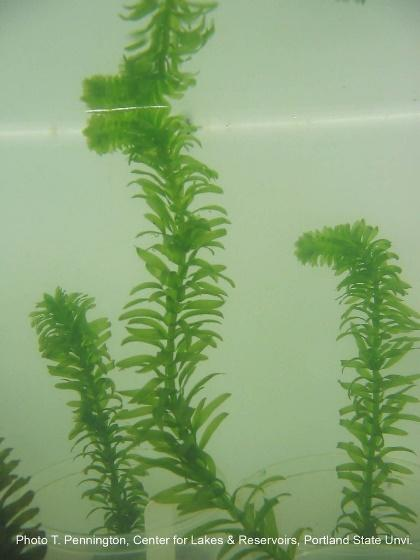 Photo T. Pennington, Center for Lakes & Reservoirs, Portland State Unvi.